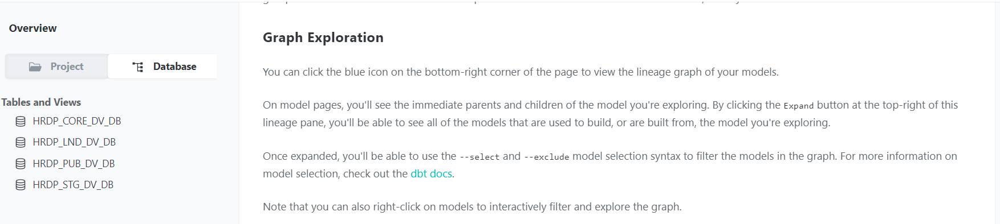 Overview
Project
Database
Tables and Views
HRDP_CORE_DV_DB
HRDP_LND_DV_DB
HRDP_PUB_DV_DB
HRDP_STG_DV_DB
Graph Exploration
You can click the blue icon on the bottom-right corner of the page to view the lineage graph of your models.
On model pages, you'll see the immediate parents and children of the model you're exploring. By clicking the Expand button at the top-right of this
lineage pane, you'll be able to see all of the models that are used to build, or are built from, the model you're exploring.
Once expanded, you'll be able to use the --select and --exclude model selection syntax to filter the models in the graph. For more information on
model selection, check out the dbt docs.
Note that you can also right-click on models to interactively filter and explore the graph.